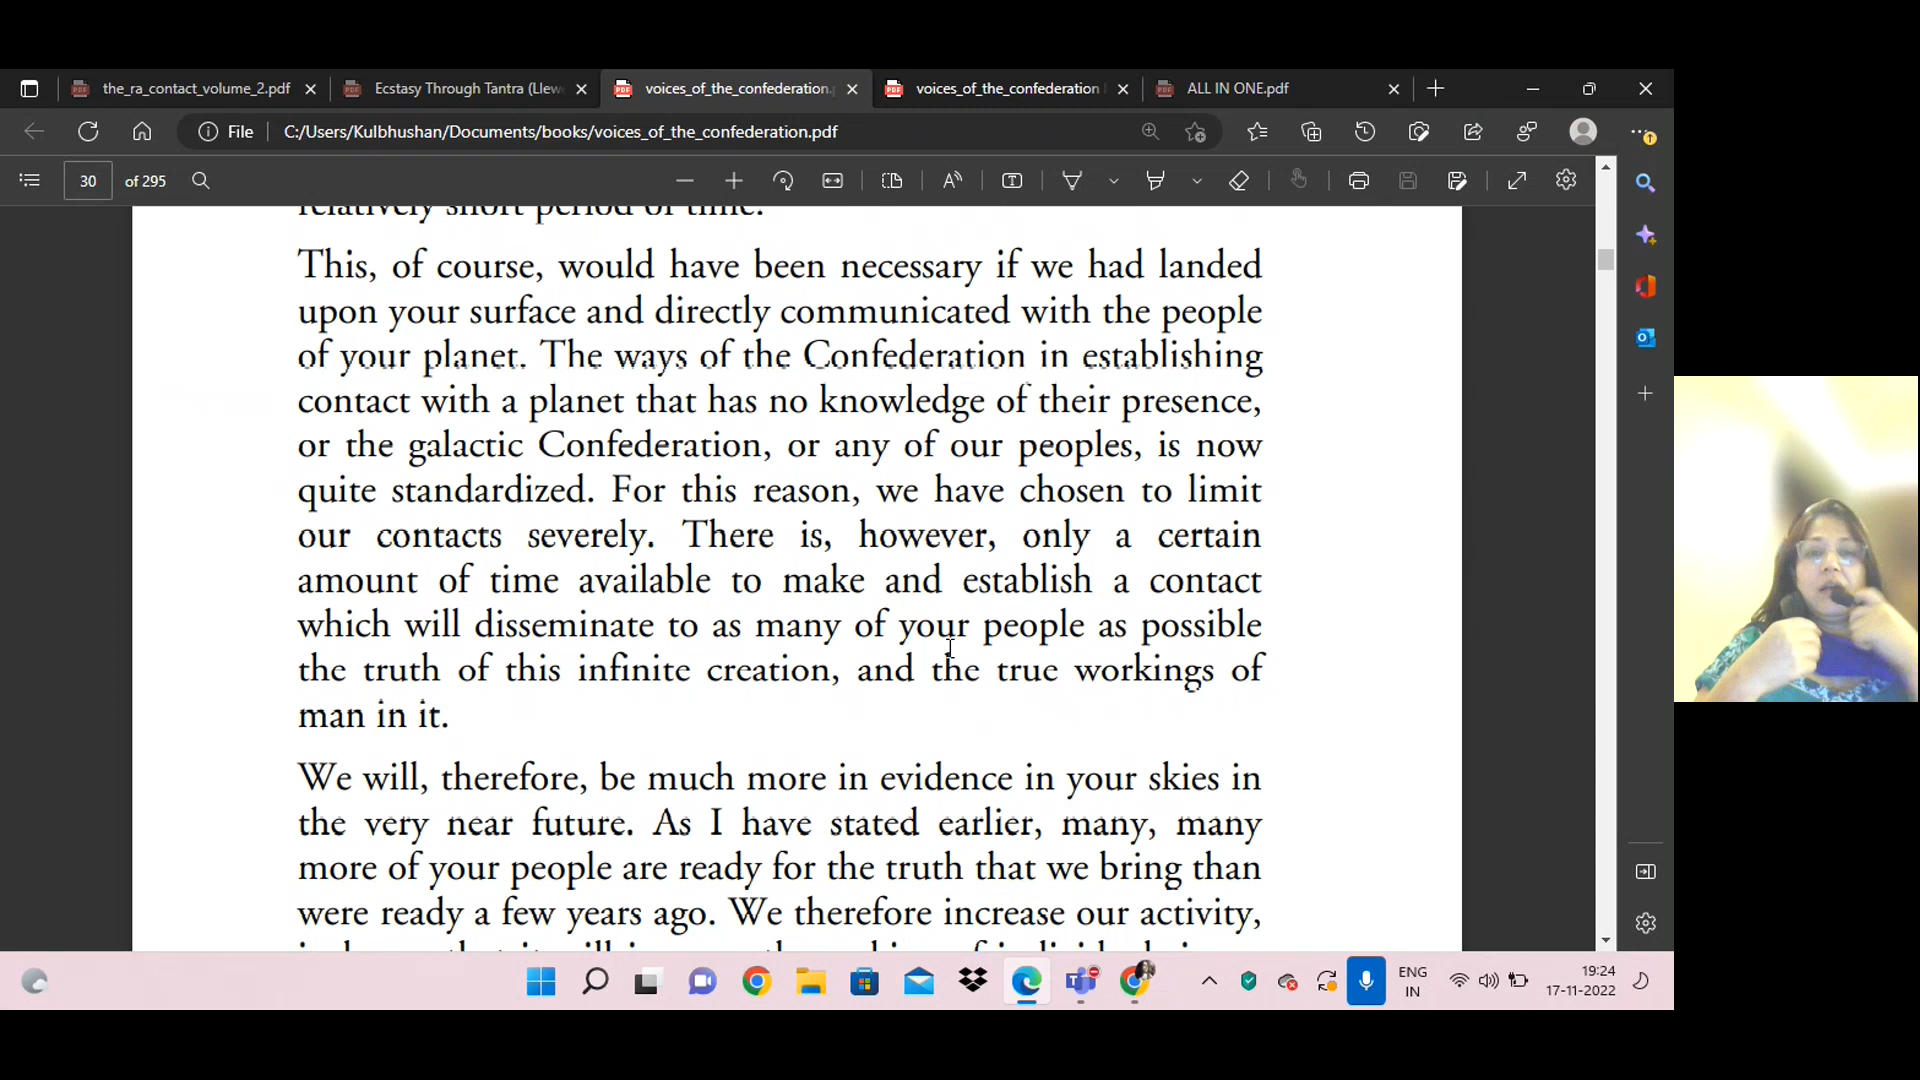 the_ra_contact_volume_2.pdf
Ecstasy Through Tantra (Llew
voices_of_the_confederation.
voices_of_the_confederation
ALL IN ONE.pdf
File
C:/Users/Kulbhushan/Documents/books/voices_of_the_confederation.pdf
30 of 295
relatively short period of time.
This, of course, would have been necessary if we had landed
upon your surface and directly communicated with the people
of your planet. The ways of the Confederation in establishing
contact with a planet that has no knowledge of their presence,
or the galactic Confederation, or any of our peoples, is now
quite standardized. For this reason, we have chosen to limit
our contacts severely. There is, however, only a certain
amount of time available to make and establish a contact
which will disseminate to as many of your people as possible
the truth of this infinite creation, and the true workings of
man in it.
We will, therefore, be much more in evidence in your skies in
the very near future. As I have stated earlier, many, many
more of your people are ready for the truth that we bring than
were ready a few years ago. We therefore increase our activity,
ENG
IN
19:24
17-11-2022